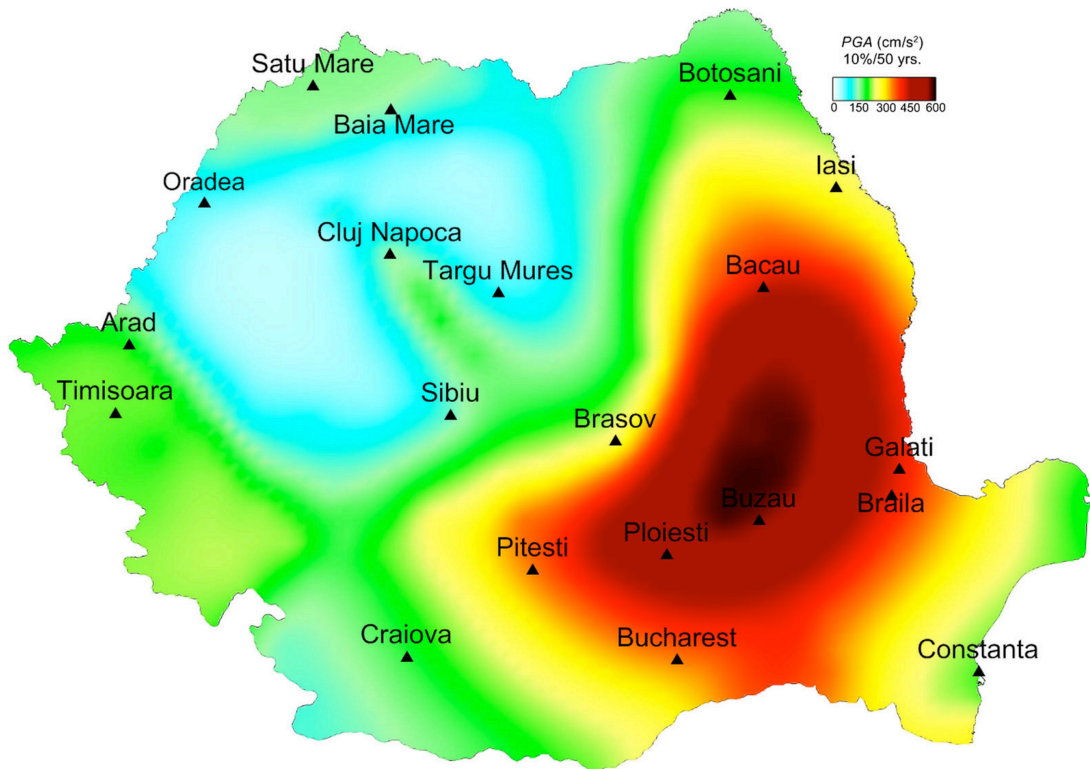 PGA (cm/s²)
10%/50 yrs.
0 150 300 450 600
Satu Mare
Botosani
Baia Mare
Iasi
Oradea
Cluj Napoca
Targu Mures
Bacau
Arad
Timisoara
Sibiu
Brasov
Galati
Buzau
Braila
Ploiesti
Pitesti
Craiova
Bucharest
Constanta